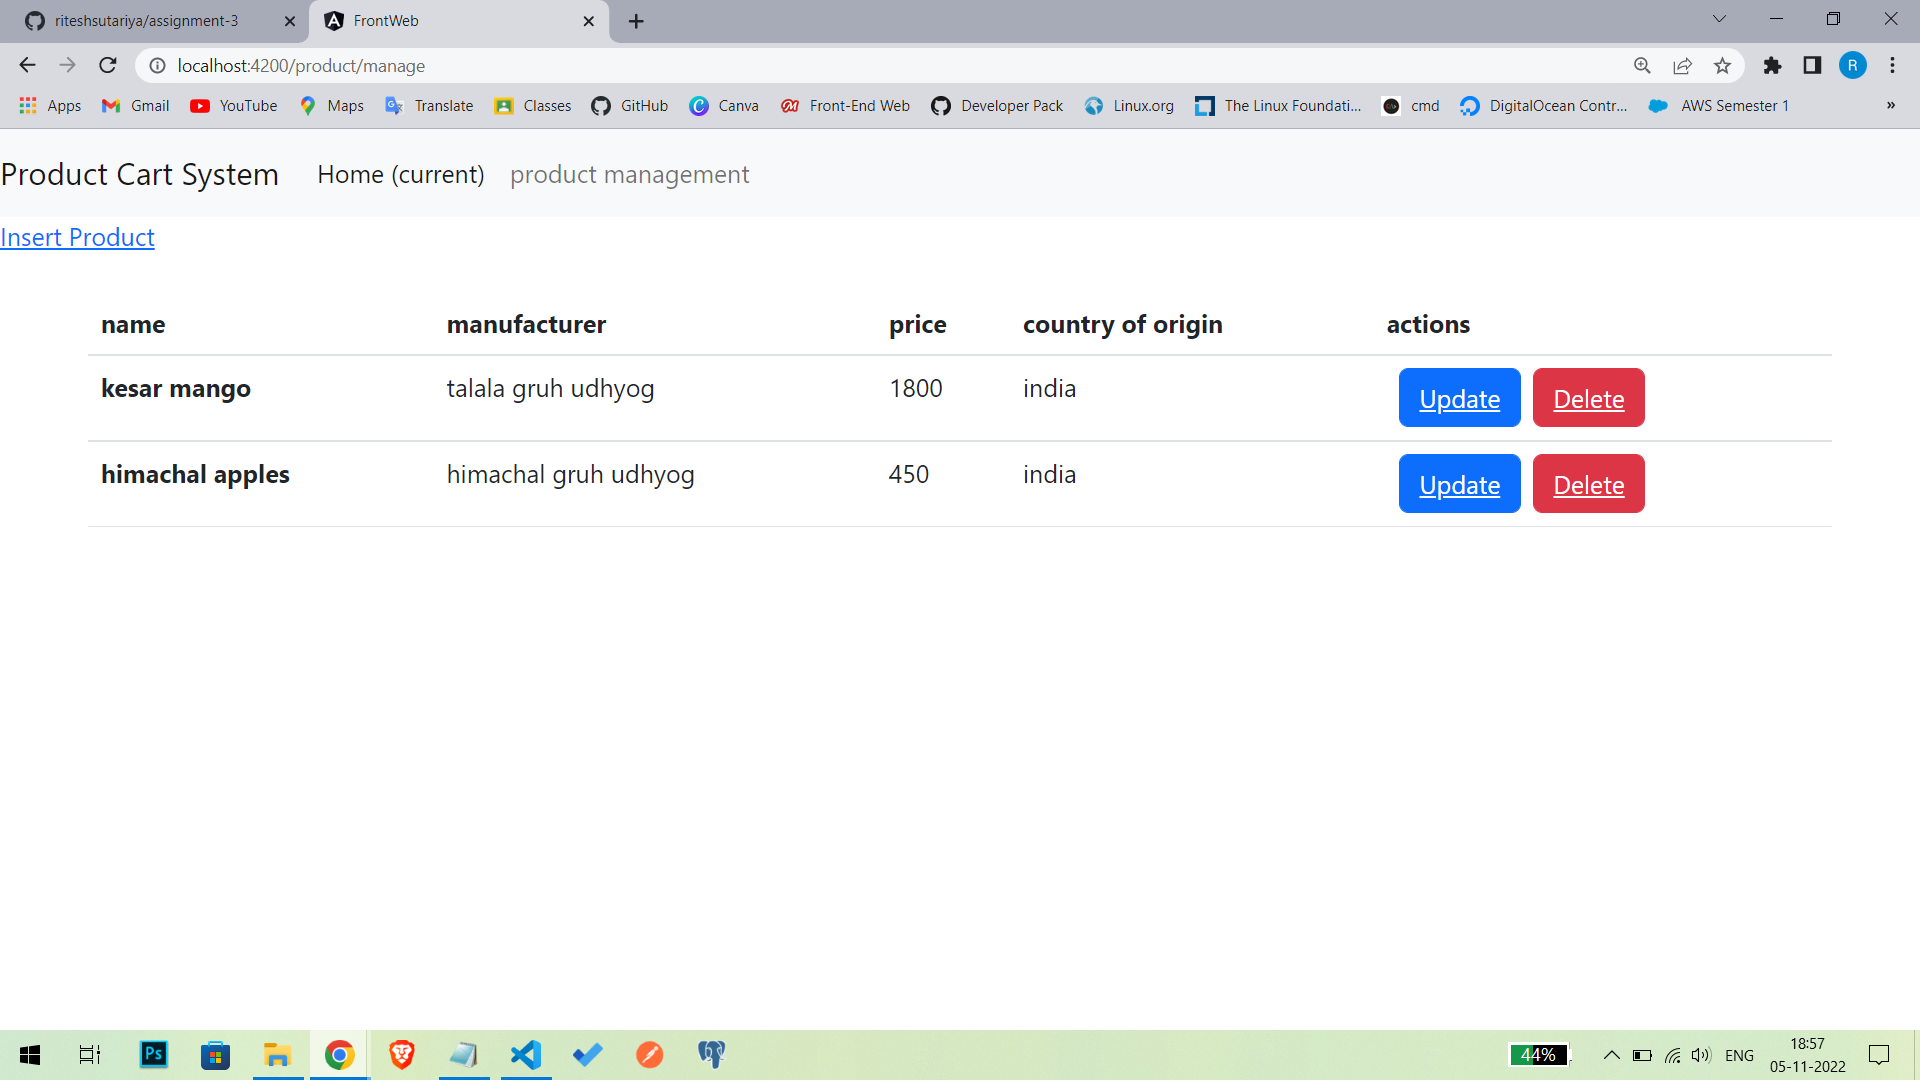 riteshsutariya/assignment-3
FrontWeb
localhost:4200/product/manage
R
Apps
Gmail
YouTube
Maps
Translate
Classes
GitHub
Canva
Front-End Web
Developer Pack
Linux.org
The Linux Foundati...
cmd
DigitalOcean Contr...
AWS Semester 1
»
Product Cart System
Home (current)
product management
Insert Product
name manufacturer price country of origin actions
kesar mango talala gruh udhyog 1800 india Update Delete
himachal apples himachal gruh udhyog 450 india Update Delete
Ps
44%
ENG
18:57
05-11-2022